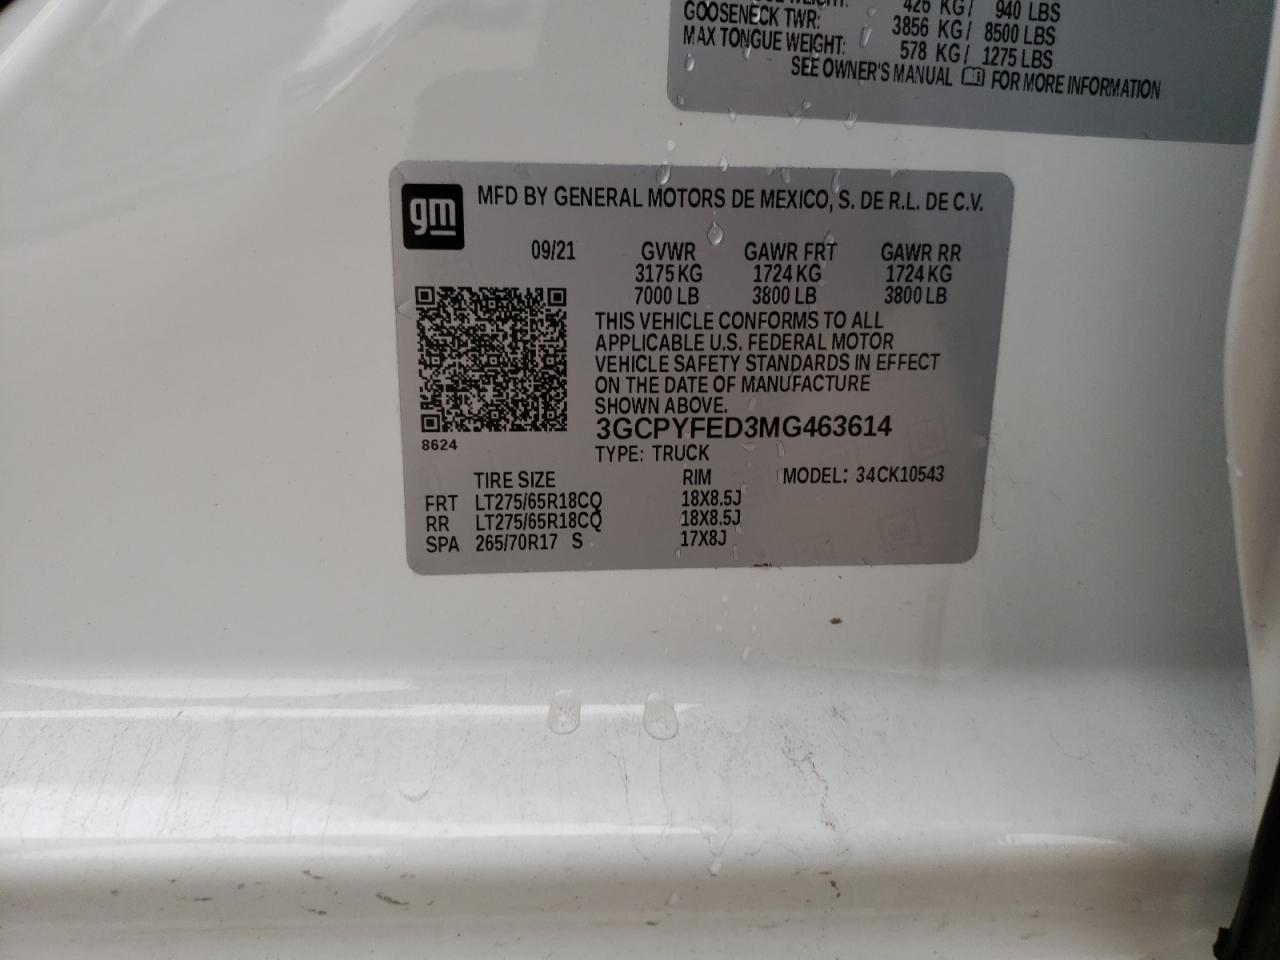 426 KG/ 940 LBS
GOOSENECK TWR: 3856 KG/ 8500 LBS
MAX TONGUE WEIGHT: 578 KG/ 1275 LBS
SEE OWNER'S MANUAL FOR MORE INFORMATION
gm
MFD BY GENERAL MOTORS DE MEXICO, S. DE R.L. DE C.V.
09/21 GVWR GAWR FRT GAWR RR
3175 KG 1724 KG 1724 KG
7000 LB 3800 LB 3800 LB
THIS VEHICLE CONFORMS TO ALL
APPLICABLE U.S. FEDERAL MOTOR
VEHICLE SAFETY STANDARDS IN EFFECT
ON THE DATE OF MANUFACTURE
SHOWN ABOVE.
3GCPYFED3MG463614
8624
TYPE: TRUCK
TIRE SIZE RIM MODEL: 34CK10543
FRT LT275/65R18CQ 18X8.5J
RR LT275/65R18CQ 18X8.5J
SPA 265/70R17 S 17X8J